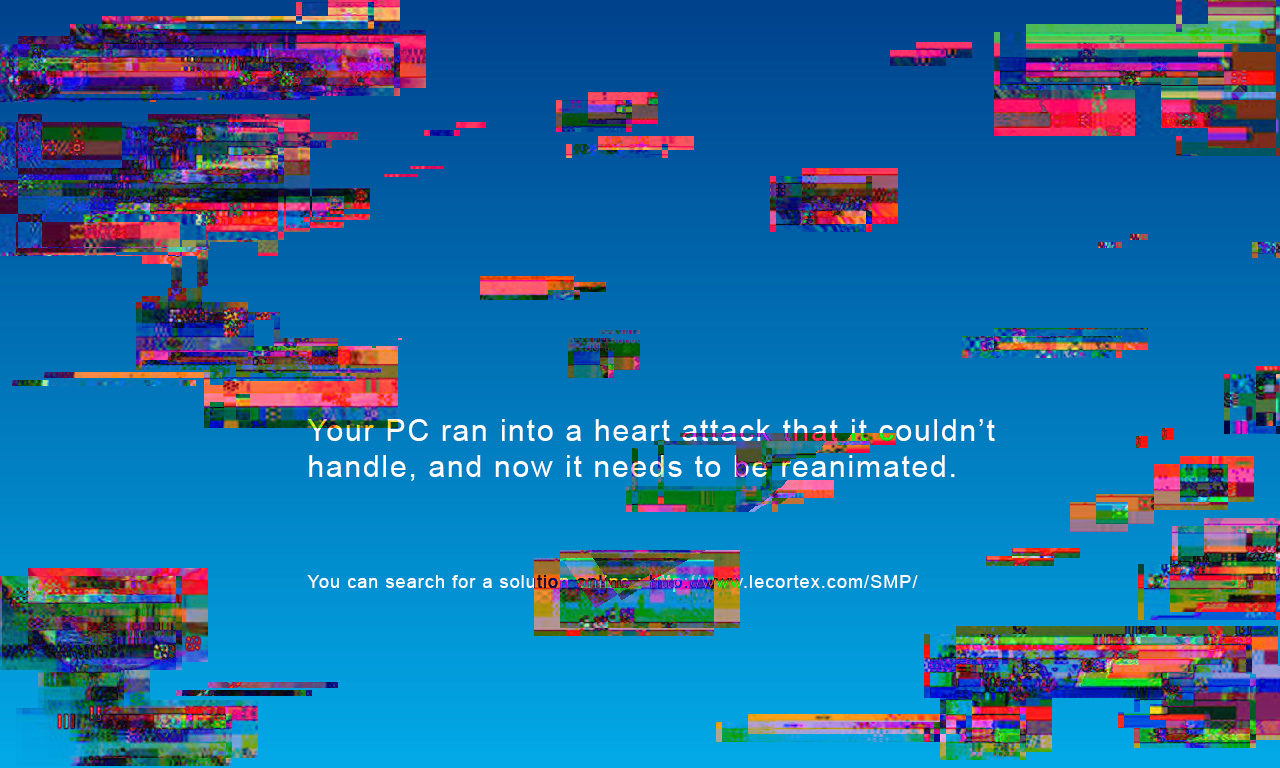 Your PC ran into a heart attack that it couldn’t
handle, and now it needs to be reanimated.
You can search for a solution online : http://www.lecortex.com/SMP/